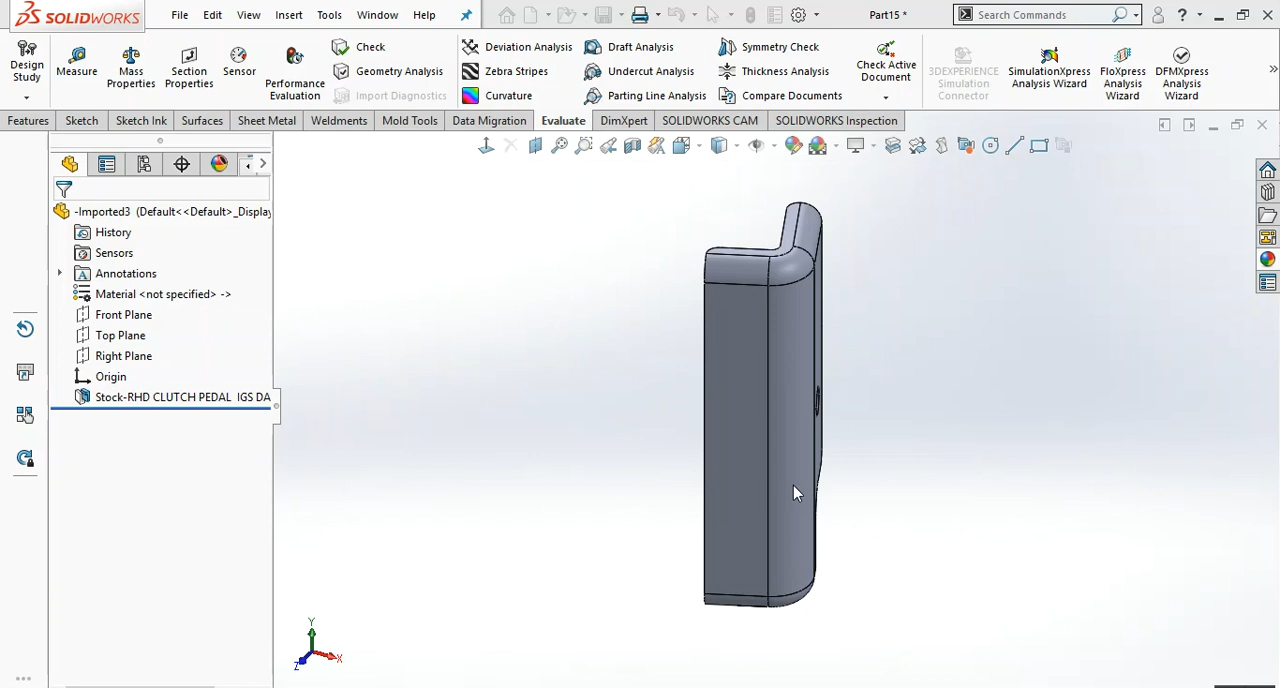 SOLIDWORKS File Edit View Insert Tools Window Help Part15 * Search Commands ?
Design Study
Measure
Mass Properties
Section Properties
Sensor
Performance Evaluation
Check
Geometry Analysis
Import Diagnostics
Deviation Analysis
Zebra Stripes
Curvature
Draft Analysis
Undercut Analysis
Parting Line Analysis
Symmetry Check
Thickness Analysis
Compare Documents
Check Active Document
3DEXPERIENCE Simulation Connector
SimulationXpress Analysis Wizard
FloXpress Analysis Wizard
DFMXpress Analysis Wizard
Features Sketch Sketch Ink Surfaces Sheet Metal Weldments Mold Tools Data Migration Evaluate DimXpert SOLIDWORKS CAM SOLIDWORKS Inspection
-Imported3 (Default<<Default>_Display
History
Sensors
Annotations
Material <not specified> ->
Front Plane
Top Plane
Right Plane
Origin
Stock-RHD CLUTCH PEDAL IGS DA
Y
X
Z